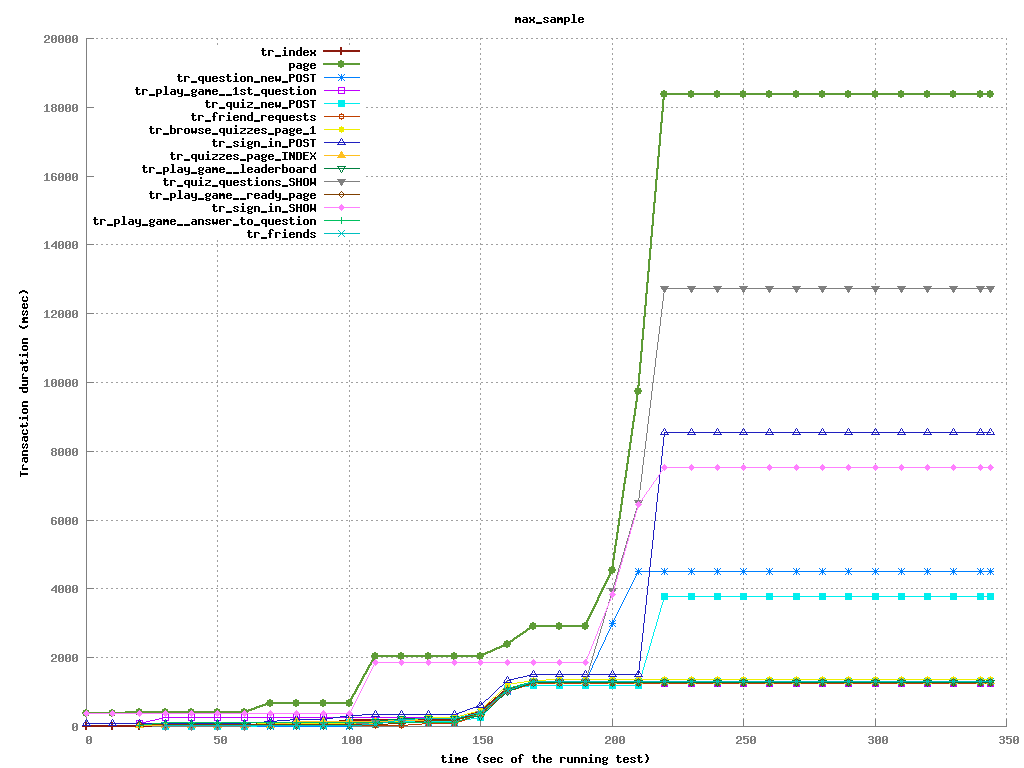 max_sample
20000
18000
16000
14000
12000
10000
8000
6000
4000
2000
0
Transaction duration (msec)
tr_index
page
tr_question_new_POST
tr_play_game__1st_question
tr_quiz_new_POST
tr_friend_requests
tr_browse_quizzes_page_1
tr_sign_in_POST
tr_quizzes_page_INDEX
tr_play_game__leaderboard
tr_quiz_questions_SHOW
tr_play_game__ready_page
tr_sign_in_SHOW
tr_play_game__answer_to_question
tr_friends
0 50 100 150 200 250 300 350
time (sec of the running test)